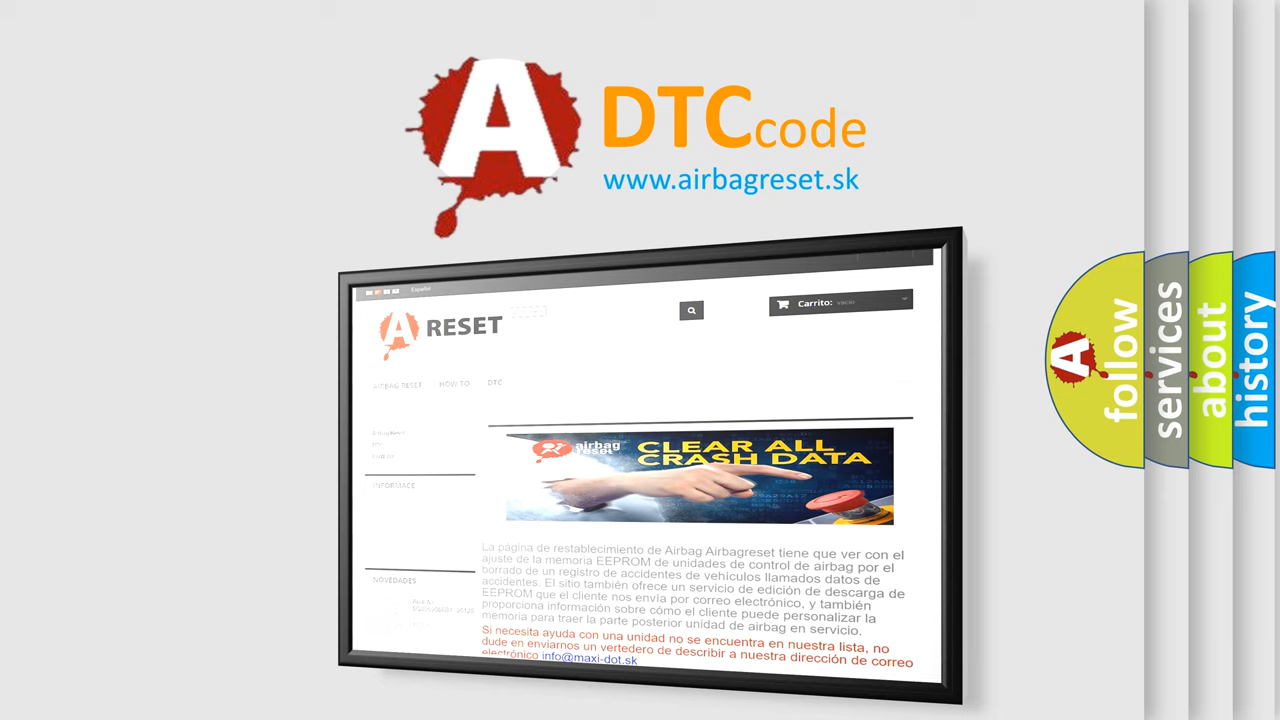 A
DTCcode
www.airbagreset.sk
Español
A RESET
Carrito: vacío
AIRBAG RESET HOW TO DTC
INFORMACE
airbag
reset
CLEAR ALL
CRASH DATA
La página de restablecimiento de Airbag Airbagreset tiene que ver con el
ajuste de la memoria EEPROM de unidades de control de airbag por el
borrado de un registro de accidentes de vehículos llamados datos de
accidentes. El sitio también ofrece un servicio de edición de descarga de
EEPROM que el cliente nos envía por correo electrónico, y también
proporciona información sobre cómo el cliente puede personalizar la
memoria para traer la parte posterior unidad de airbag en servicio.
Si necesita ayuda con una unidad no se encuentra en nuestra lista, no
dude en enviarnos un vertedero de describir a nuestra dirección de correo
electrónico info@maxi-dot.sk
NOVEDADES
A
follow
services
about
history